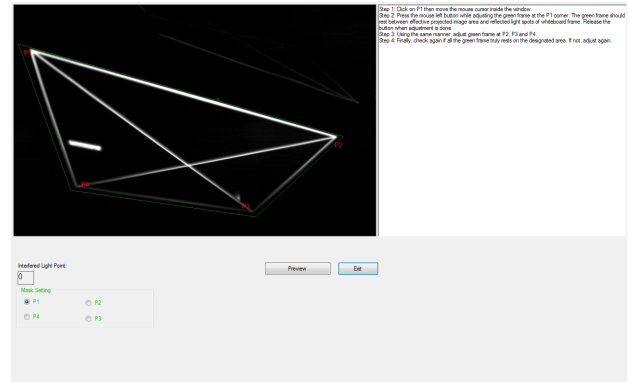 Step 1: Click on P1 then move the mouse cursor inside the window.
Step 2: Press the mouse left button while adjusting the green frame at the P1 corner. The green frame should
rest between effective projected image area and reflected light spots of whiteboard frame. Release the
button when adjustment is done.
Step 3: Using the same manner, adjust green frame at P2, P3 and P4.
Step 4: Finally, check again if all the green frame truly rests on the designated area. If not, adjust again.
P1
P2
P4
P3
Interfered Light Point:
0
Preview
Exit
Mask Setting
P1
P2
P4
P3